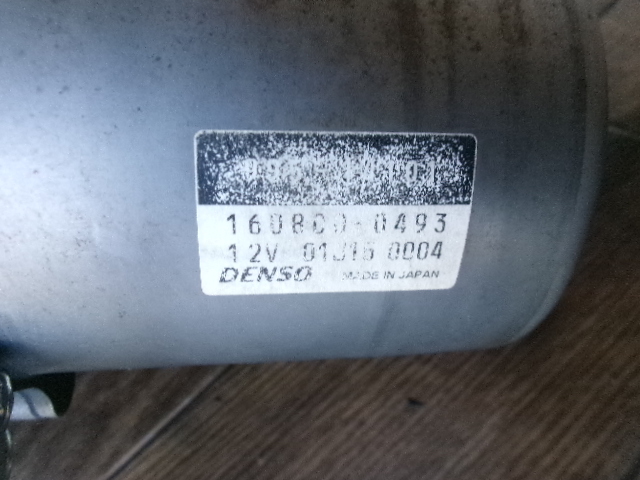 160800-0493
12V 01J16 0004
DENSO MADE IN JAPAN